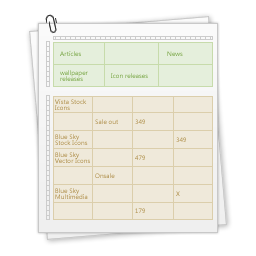 Articles News
wallpaper
releases
Icon releases
Vista Stock
Icons
Sale out 349
Blue Sky
Stock Icons
349
Blue Sky
Vector Icons
479
Onsale
Blue Sky
Multimedia
X
179